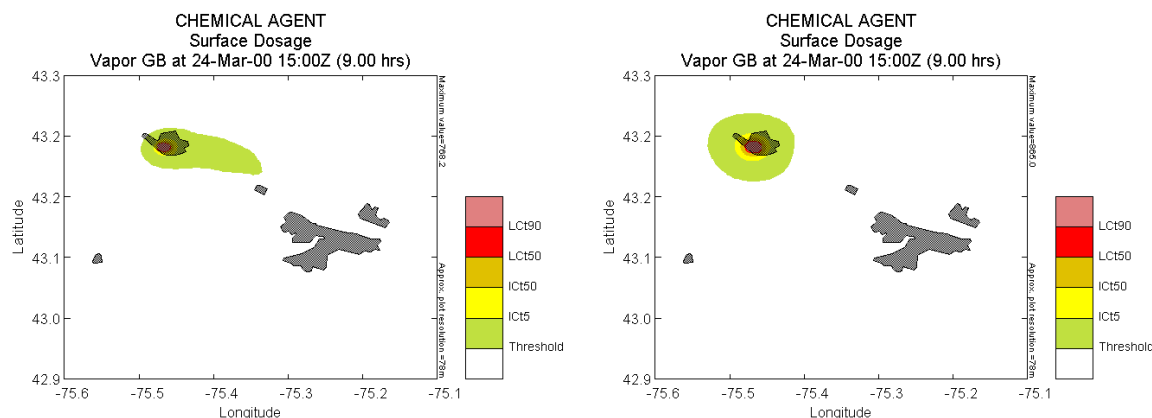 CHEMICAL AGENT
Surface Dosage
Vapor GB at 24-Mar-00 15:00Z (9.00 hrs)
43.3
43.2
43.2
43.1
43.0
42.9
Latitude
-75.6
-75.5
-75.4
-75.3
-75.2
-75.1
Longitude
Maximum value=768.2
Approx. plot resolution =78m
LCt90
LCt50
ICt50
ICt5
Threshold
CHEMICAL AGENT
Surface Dosage
Vapor GB at 24-Mar-00 15:00Z (9.00 hrs)
43.3
43.2
43.2
43.1
43.0
42.9
Latitude
-75.6
-75.5
-75.4
-75.3
-75.2
-75.1
Longitude
Approx. plot resolution =78m
LCt90
LCt50
ICt50
ICt5
Threshold